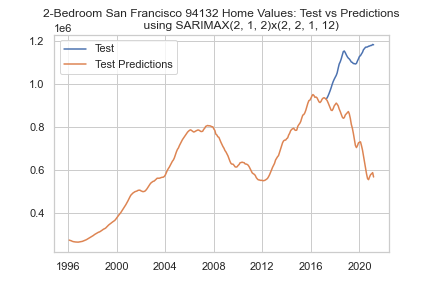 2-Bedroom San Francisco 94132 Home Values: Test vs Predictions
using SARIMAX(2, 1, 2)x(2, 2, 1, 12)
1e6
Test
Test Predictions
1.2
1.0
0.8
0.6
0.4
1996 2000 2004 2008 2012 2016 2020